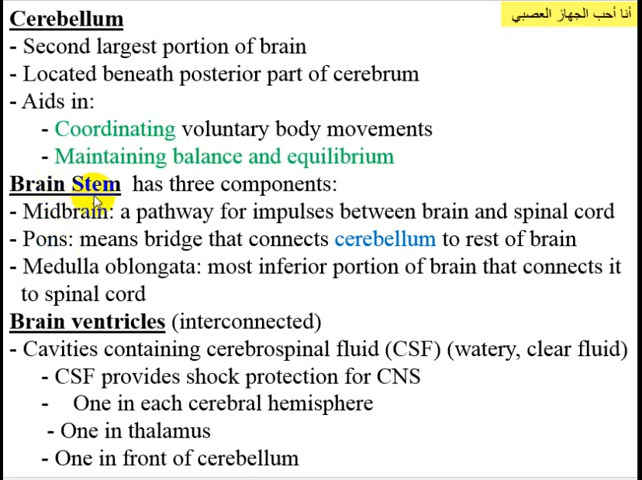 أنا أحب الجهاز العصبي
Cerebellum
- Second largest portion of brain
- Located beneath posterior part of cerebrum
- Aids in:
- Coordinating voluntary body movements
- Maintaining balance and equilibrium
Brain Stem has three components:
- Midbrain: a pathway for impulses between brain and spinal cord
- Pons: means bridge that connects cerebellum to rest of brain
- Medulla oblongata: most inferior portion of brain that connects it
to spinal cord
Brain ventricles (interconnected)
- Cavities containing cerebrospinal fluid (CSF) (watery, clear fluid)
- CSF provides shock protection for CNS
- One in each cerebral hemisphere
- One in thalamus
- One in front of cerebellum